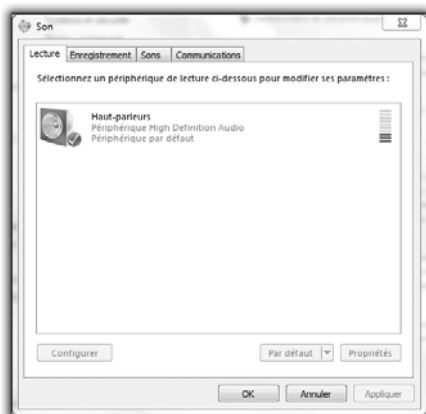 Son
Lecture Enregistrement Sons Communications
Sélectionnez un périphérique de lecture ci-dessous pour modifier ses paramètres :
Haut-parleurs
Périphérique High Definition Audio
Périphérique par défaut
Configurer Par défaut Propriétés
OK Annuler Appliquer